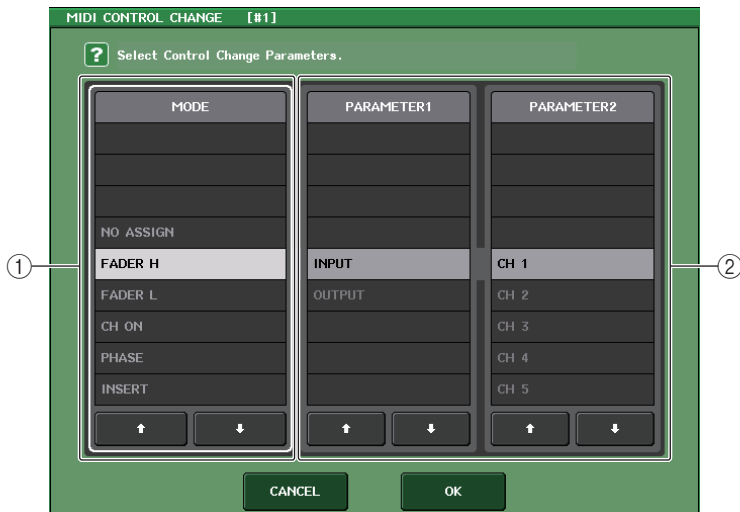 MIDI CONTROL CHANGE [#1]
? Select Control Change Parameters.
MODE
NO ASSIGN
FADER H
FADER L
CH ON
PHASE
INSERT
PARAMETER1
INPUT
OUTPUT
PARAMETER2
CH 1
CH 2
CH 3
CH 4
CH 5
①
②
CANCEL
OK